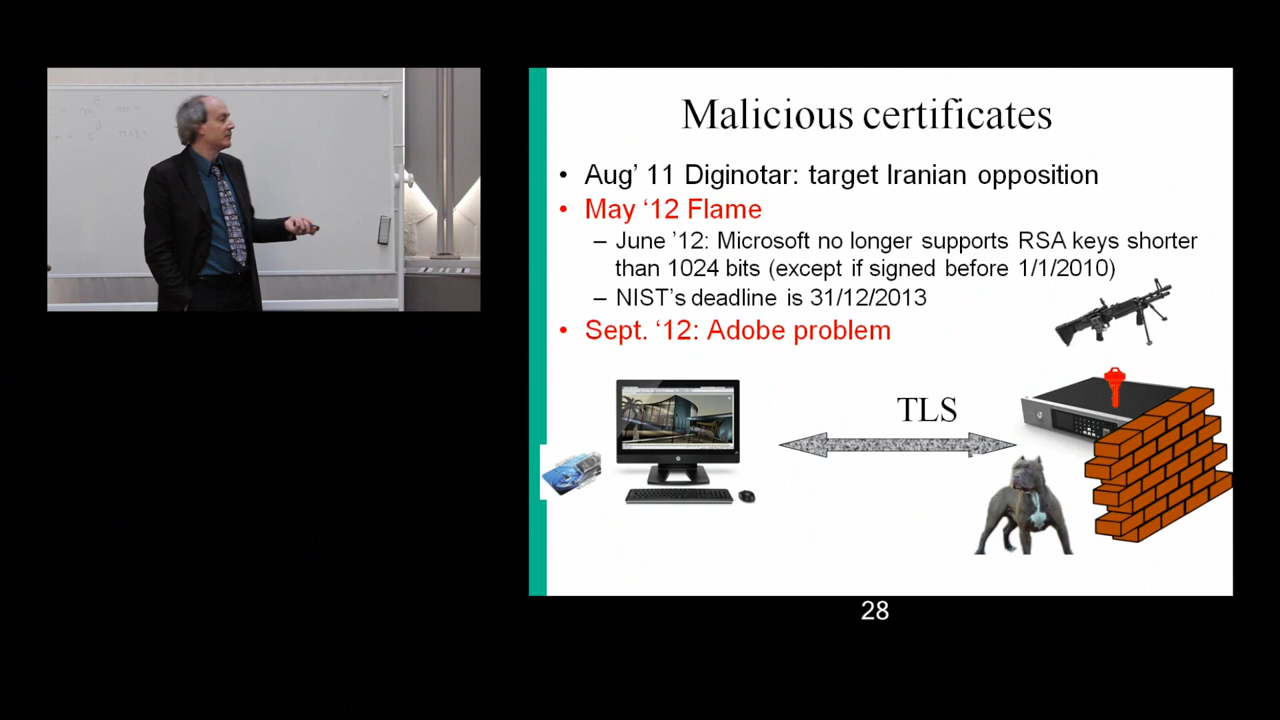 Malicious certificates
• Aug’ 11 Diginotar: target Iranian opposition
• May ‘12 Flame
– June ’12: Microsoft no longer supports RSA keys shorter
than 1024 bits (except if signed before 1/1/2010)
– NIST’s deadline is 31/12/2013
• Sept. ‘12: Adobe problem
TLS
28